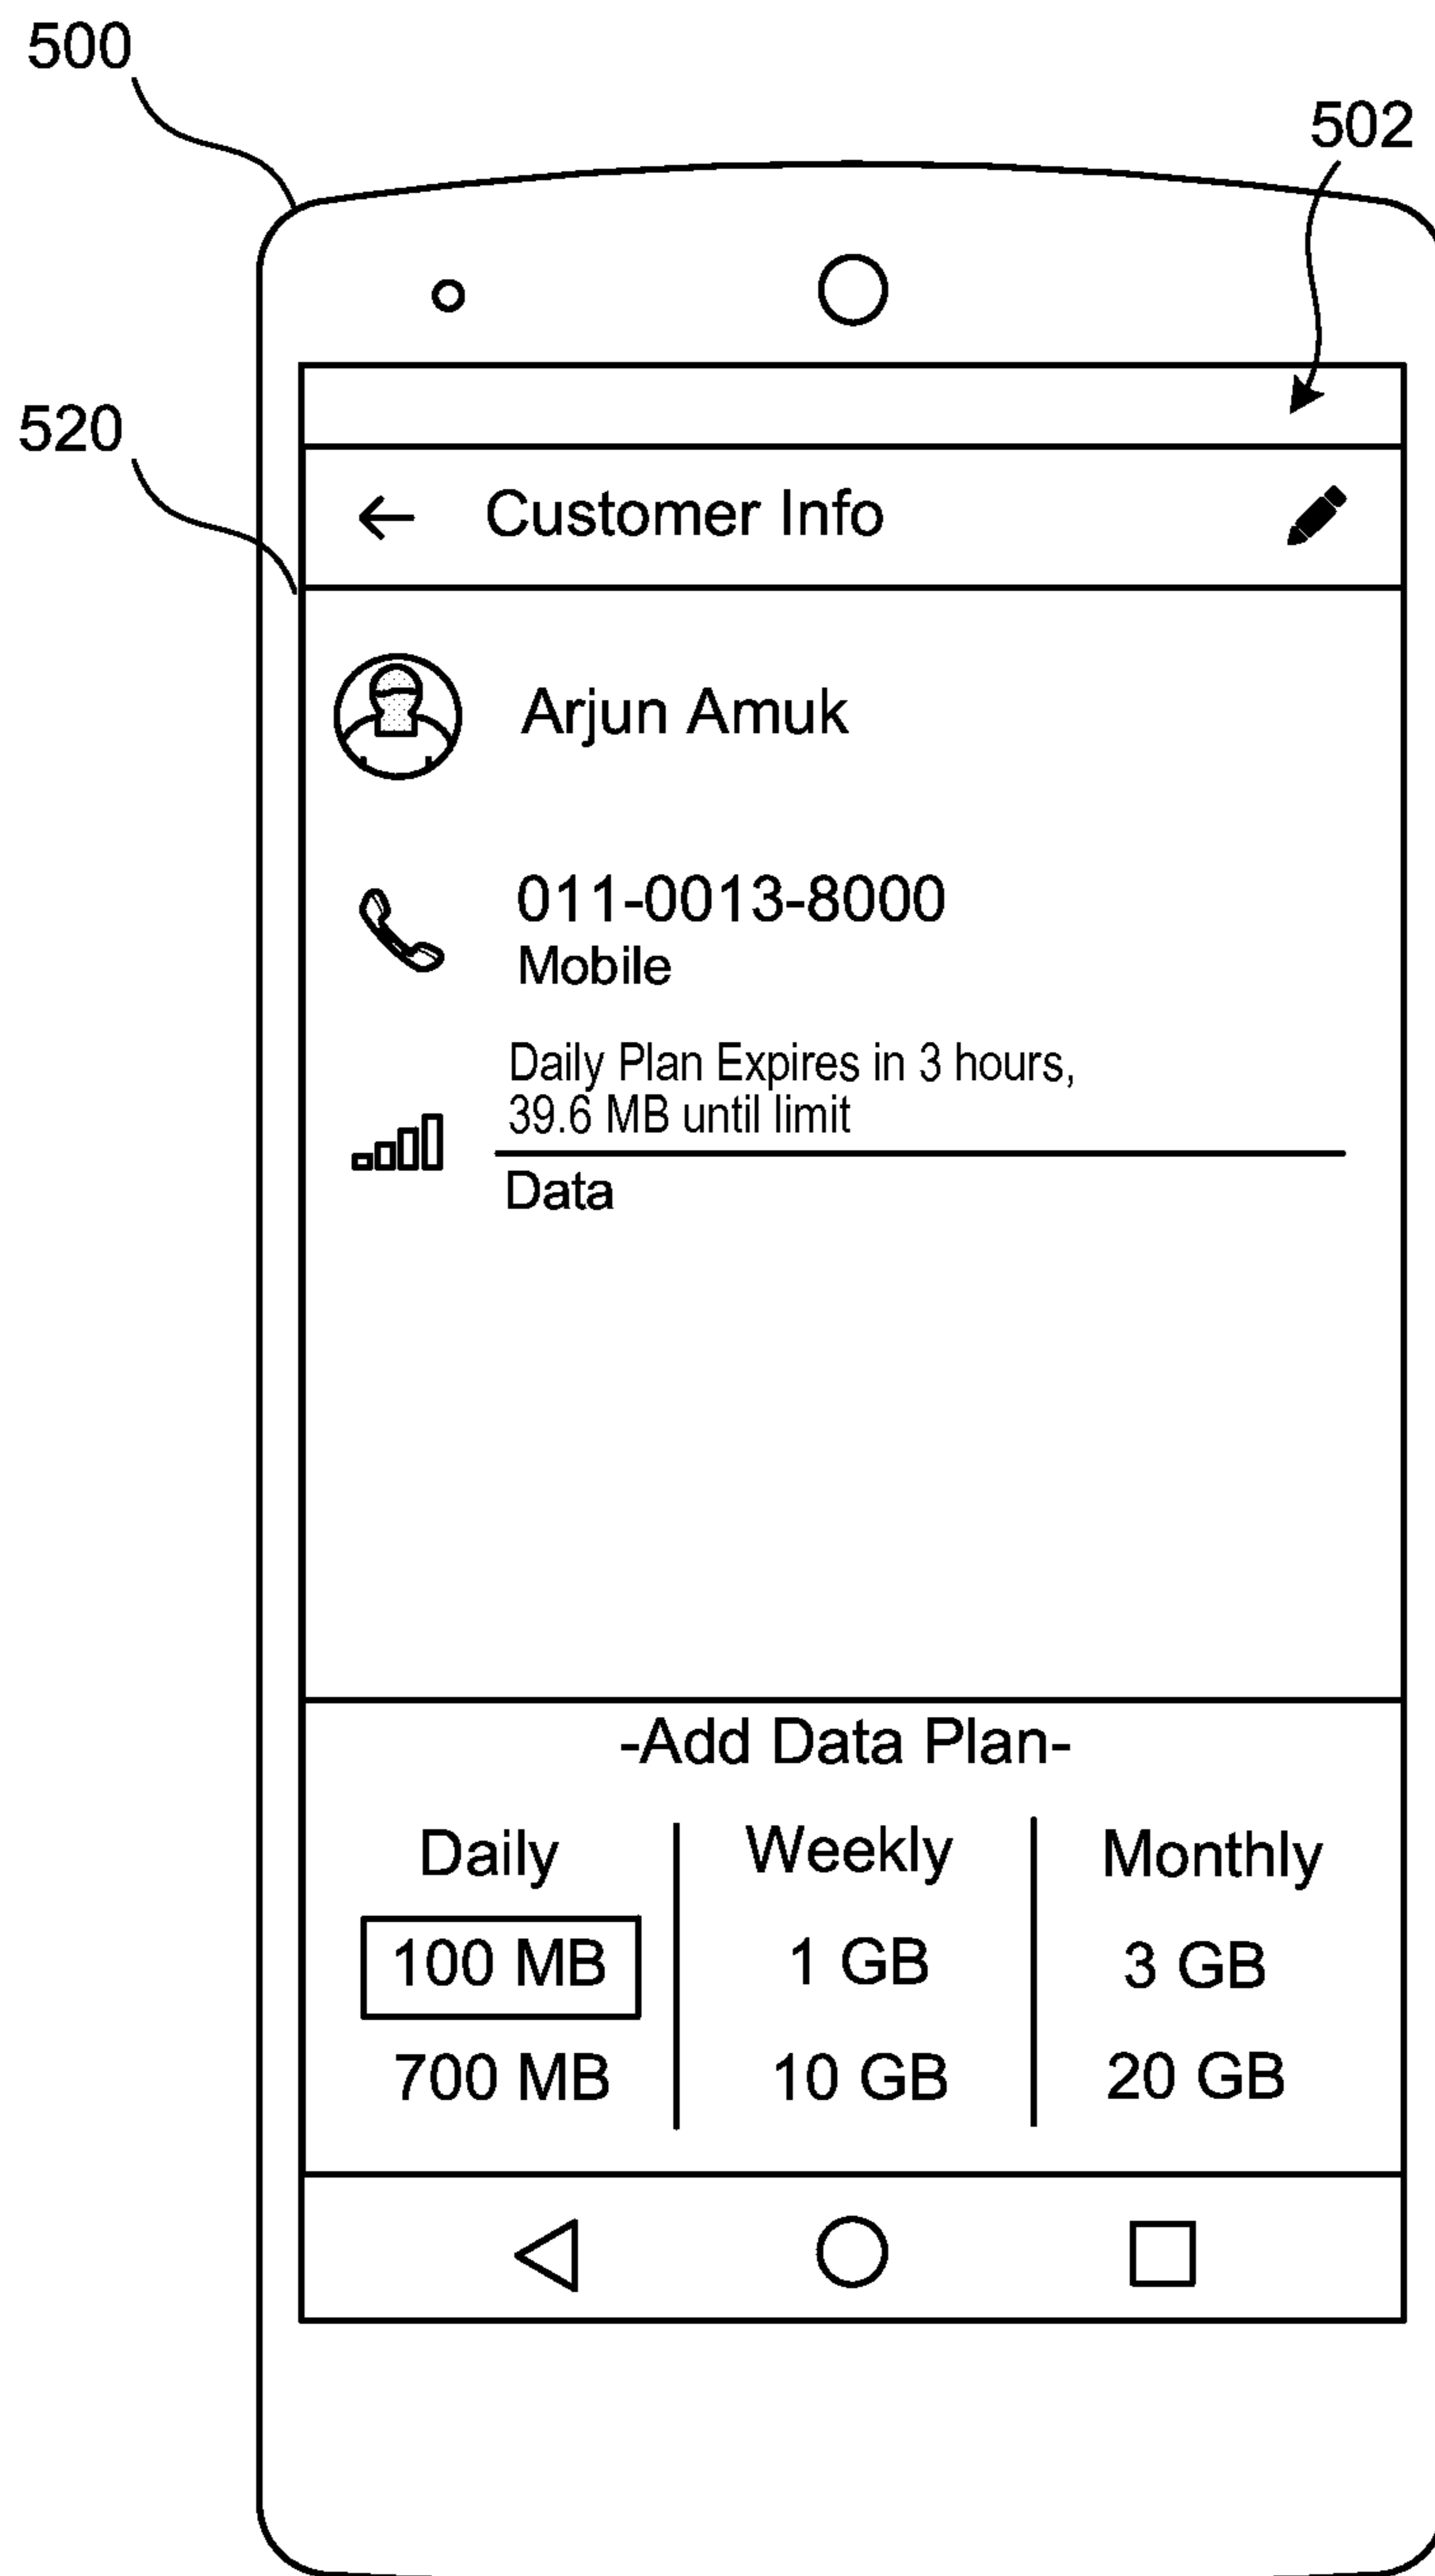 500
502
520
Customer Info
Arjun Amuk
011-0013-8000
Mobile
Daily Plan Expires in 3 hours,
39.6 MB until limit
Data
-Add Data Plan-
Daily Weekly Monthly
100 MB 1 GB 3 GB
700 MB 10 GB 20 GB